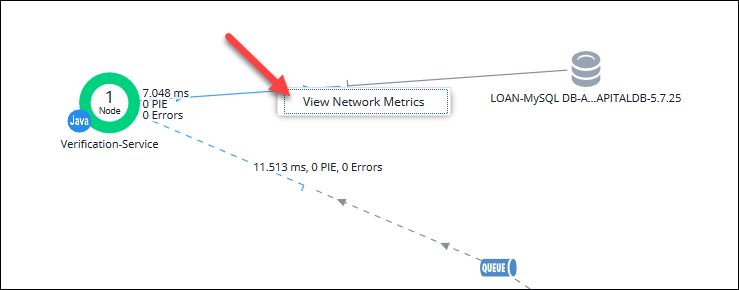 1
Node
Java
7.048 ms
0 PIE
0 Errors
Verification-Service
View Network Metrics
LOAN-MySQL DB-A...APITALDB-5.7.25
11.513 ms, 0 PIE, 0 Errors
QUEUE